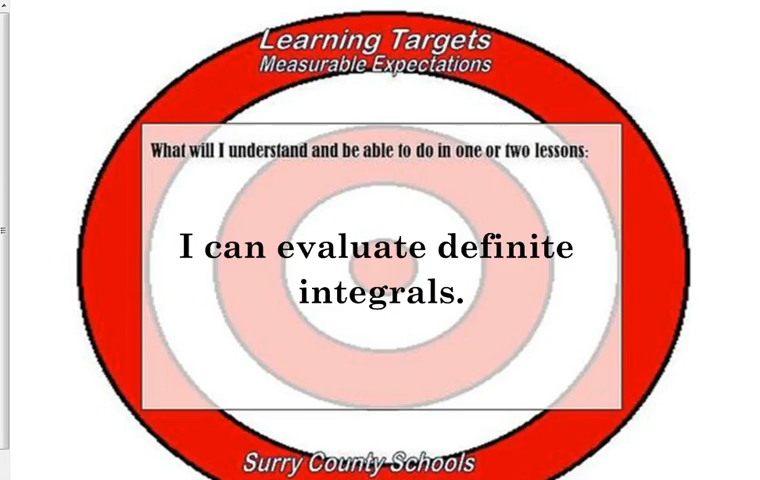 Learning Targets
Measurable Expectations
What will I understand and be able to do in one or two lessons:
I can evaluate definite
integrals.
Surry County Schools